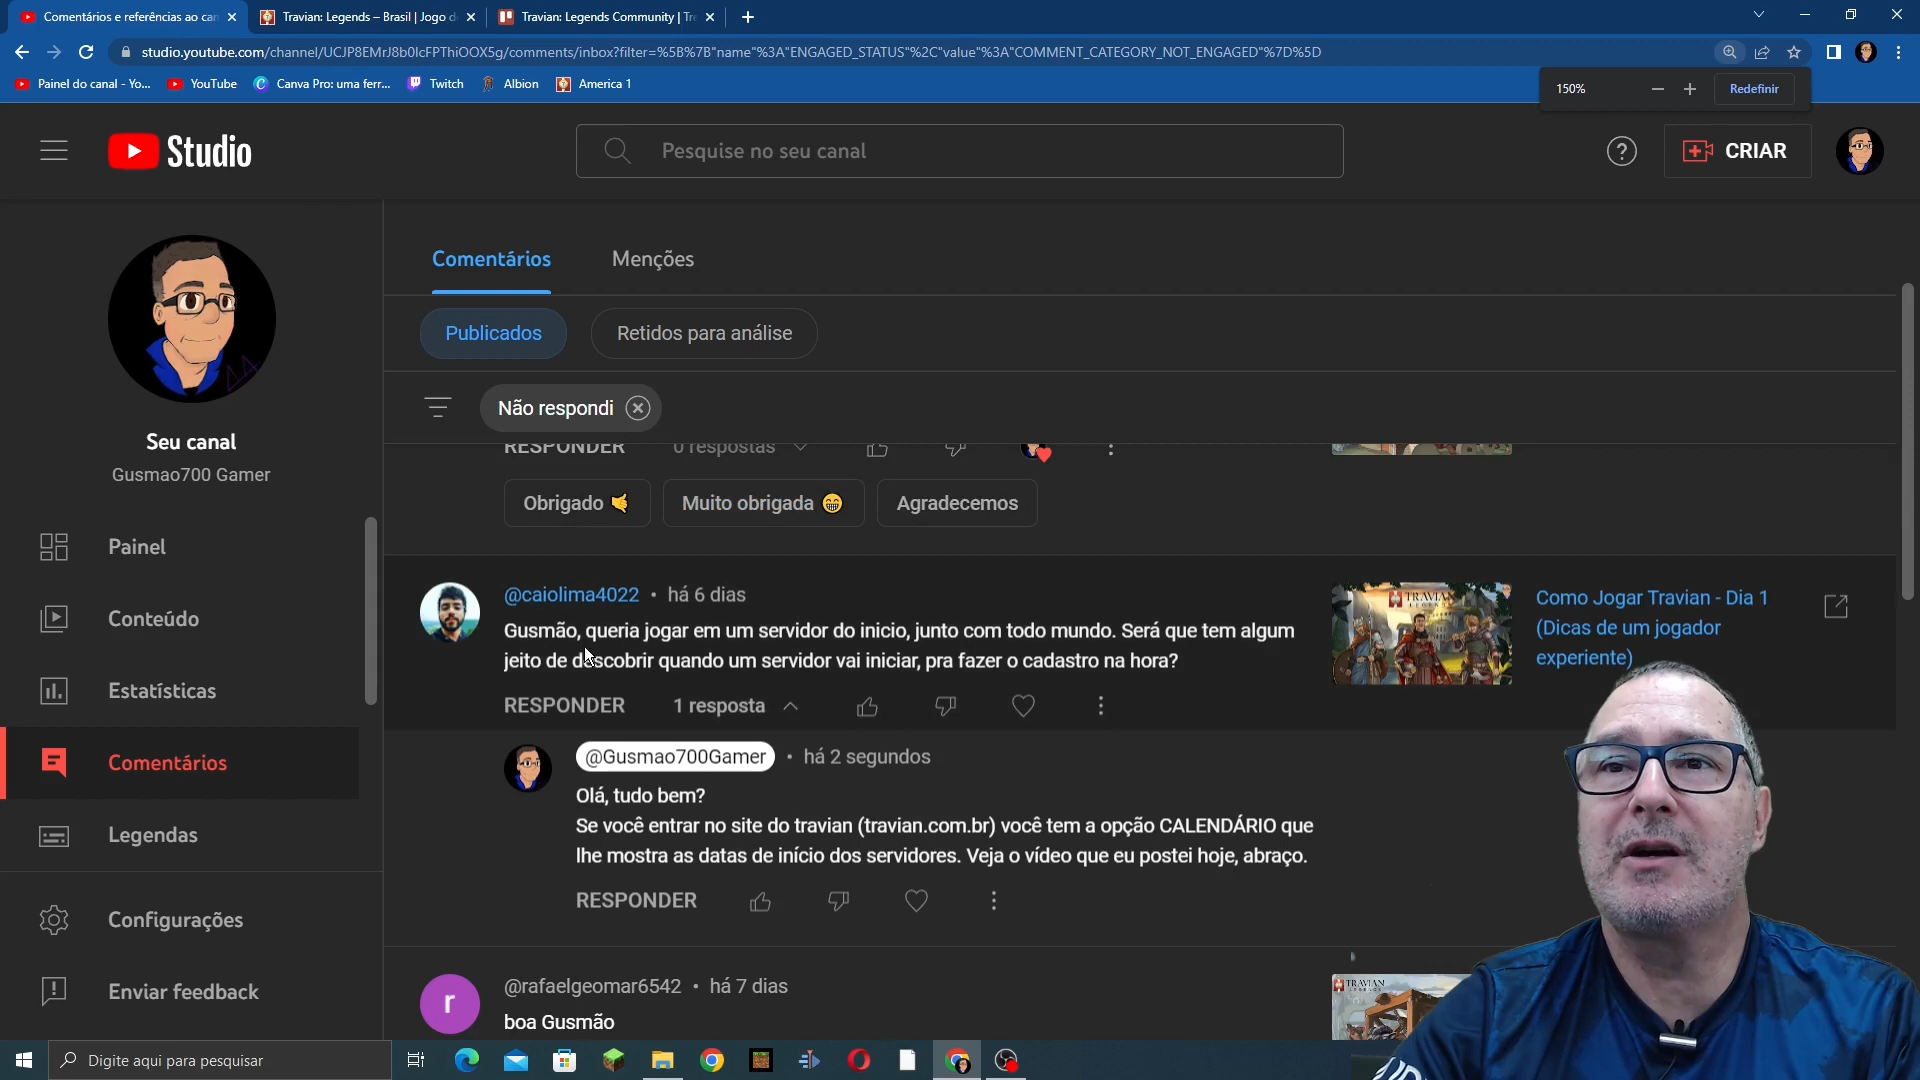 Comentários e referências ao can
Travian: Legends – Brasil | Jogo d
Travian: Legends Community | Tre
studio.youtube.com/channel/UCJP8EMrJ8b0lcFPThiOOX5g/comments/inbox?filter=%5B%7B"name"%3A"ENGAGED_STATUS"%2C"value"%3A"COMMENT_CATEGORY_NOT_ENGAGED"%7D%5D
Painel do canal - Yo...
YouTube
Canva Pro: uma ferr...
Twitch
Albion
America 1
150%
Redefinir
Studio
Pesquise no seu canal
CRIAR
Seu canal
Gusmao700 Gamer
Painel
Conteúdo
Estatísticas
Comentários
Legendas
Configurações
Enviar feedback
Comentários
Menções
Publicados
Retidos para análise
Não respondi
RESPONDER
0 respostas
Obrigado 🤙
Muito obrigada 😁
Agradecemos
@caiolima4022 • há 6 dias
Gusmão, queria jogar em um servidor do inicio, junto com todo mundo. Será que tem algum
jeito de descobrir quando um servidor vai iniciar, pra fazer o cadastro na hora?
RESPONDER
1 resposta
TRAVIAN
Como Jogar Travian - Dia 1
(Dicas de um jogador
experiente)
@Gusmao700Gamer • há 2 segundos
Olá, tudo bem?
Se você entrar no site do travian (travian.com.br) você tem a opção CALENDÁRIO que
lhe mostra as datas de início dos servidores. Veja o vídeo que eu postei hoje, abraço.
RESPONDER
r
@rafaelgeomar6542 • há 7 dias
boa Gusmão
TRAVIAN
Digite aqui para pesquisar